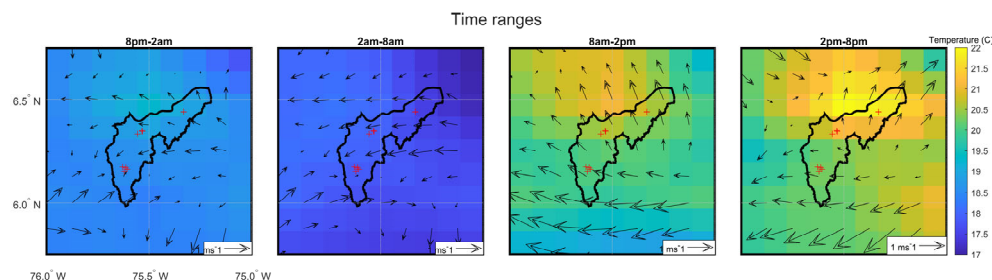 Time ranges
8pm-2am
2am-8am
8am-2pm
2pm-8pm
Temperature (C)
6.5° N
6.0° N
76.0° W
75.5° W
75.0° W
ms^1
ms^1
ms^1
1 ms^1
22
21.5
21
20.5
20
19.5
19
18.5
18
17.5
17